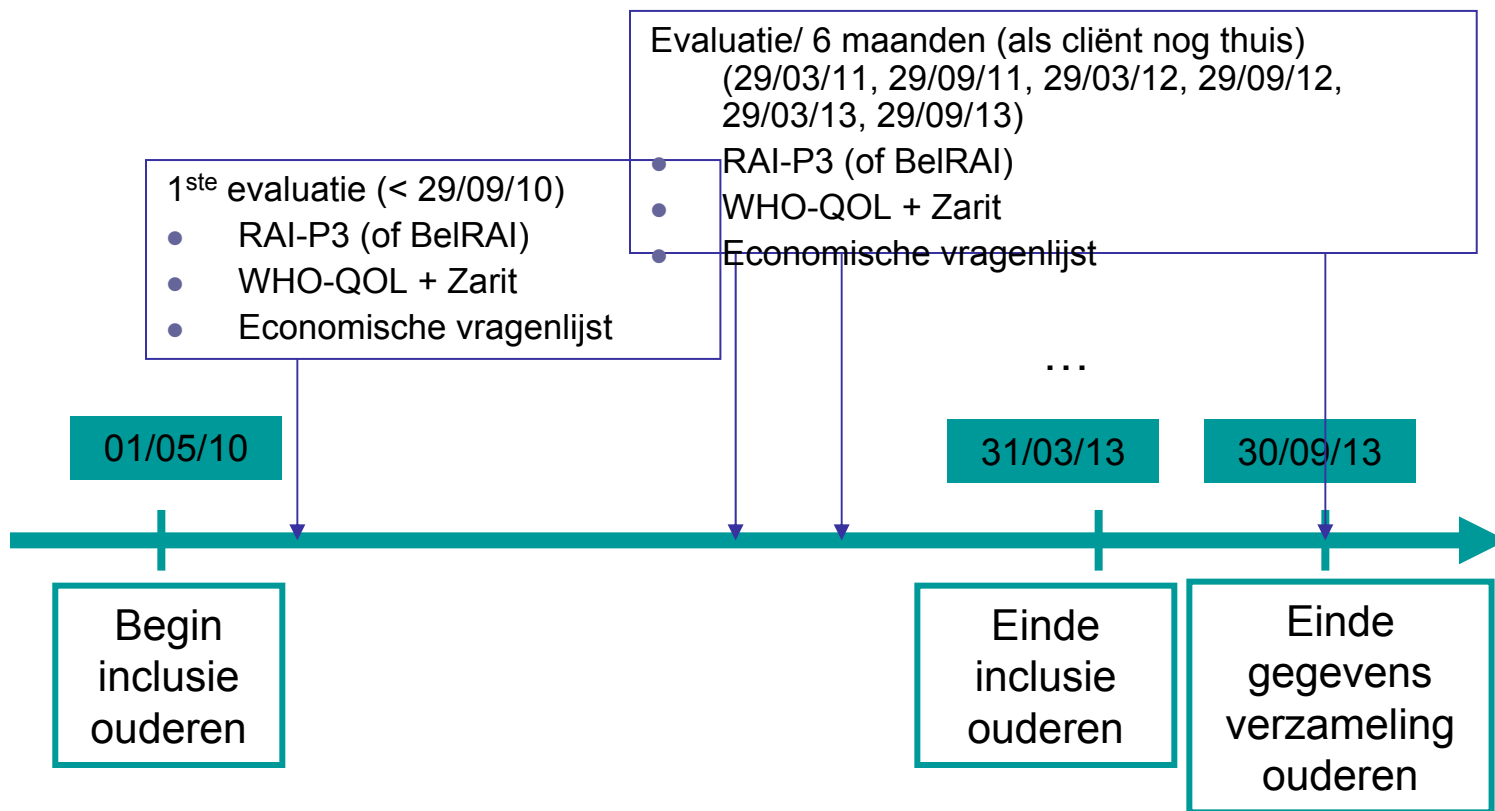 Evaluatie/ 6 maanden (als cliënt nog thuis)
(29/03/11, 29/09/11, 29/03/12, 29/09/12,
29/03/13, 29/09/13)
• RAI-P3 (of BelRAI)
• WHO-QOL + Zarit
• Economische vragenlijst
1ste evaluatie (< 29/09/10)
• RAI-P3 (of BelRAI)
• WHO-QOL + Zarit
• Economische vragenlijst
…
01/05/10
31/03/13
30/09/13
Begin
inclusie
ouderen
Einde
inclusie
ouderen
Einde
gegevens
verzameling
ouderen